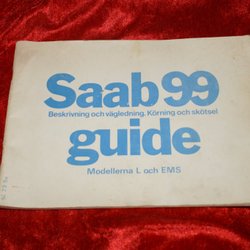 Saab 99
Beskrivning och vägledning. Körning och skötsel
guide
Modellerna L och EMS